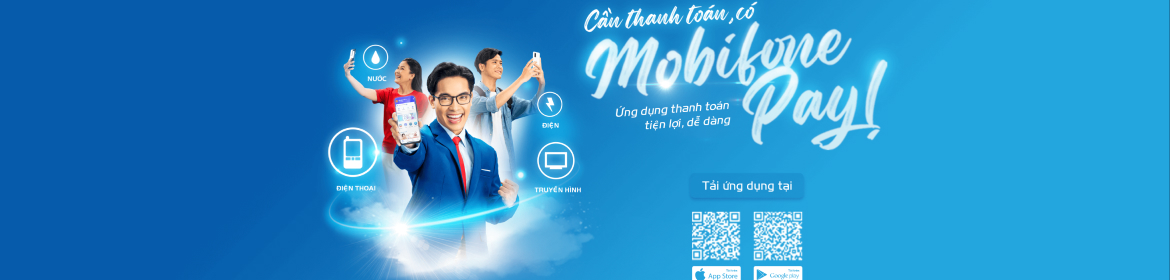 Cần thanh toán, có
Mobifone
Pay!
Ứng dụng thanh toán
tiện lợi, dễ dàng
NƯỚC
ĐIỆN
ĐIỆN THOẠI
TRUYỀN HÌNH
Tải ứng dụng tại
App Store
Google play